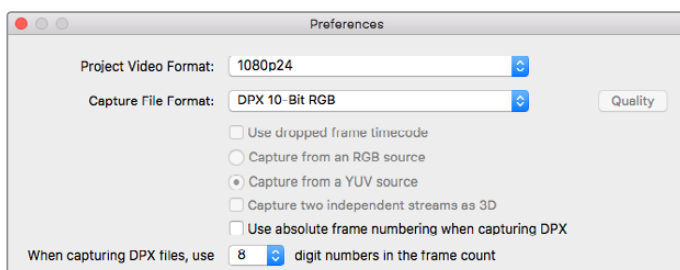 Preferences
Project Video Format: 1080p24
Capture File Format: DPX 10-Bit RGB Quality
Use dropped frame timecode
Capture from an RGB source
Capture from a YUV source
Capture two independent streams as 3D
Use absolute frame numbering when capturing DPX
When capturing DPX files, use 8 digit numbers in the frame count